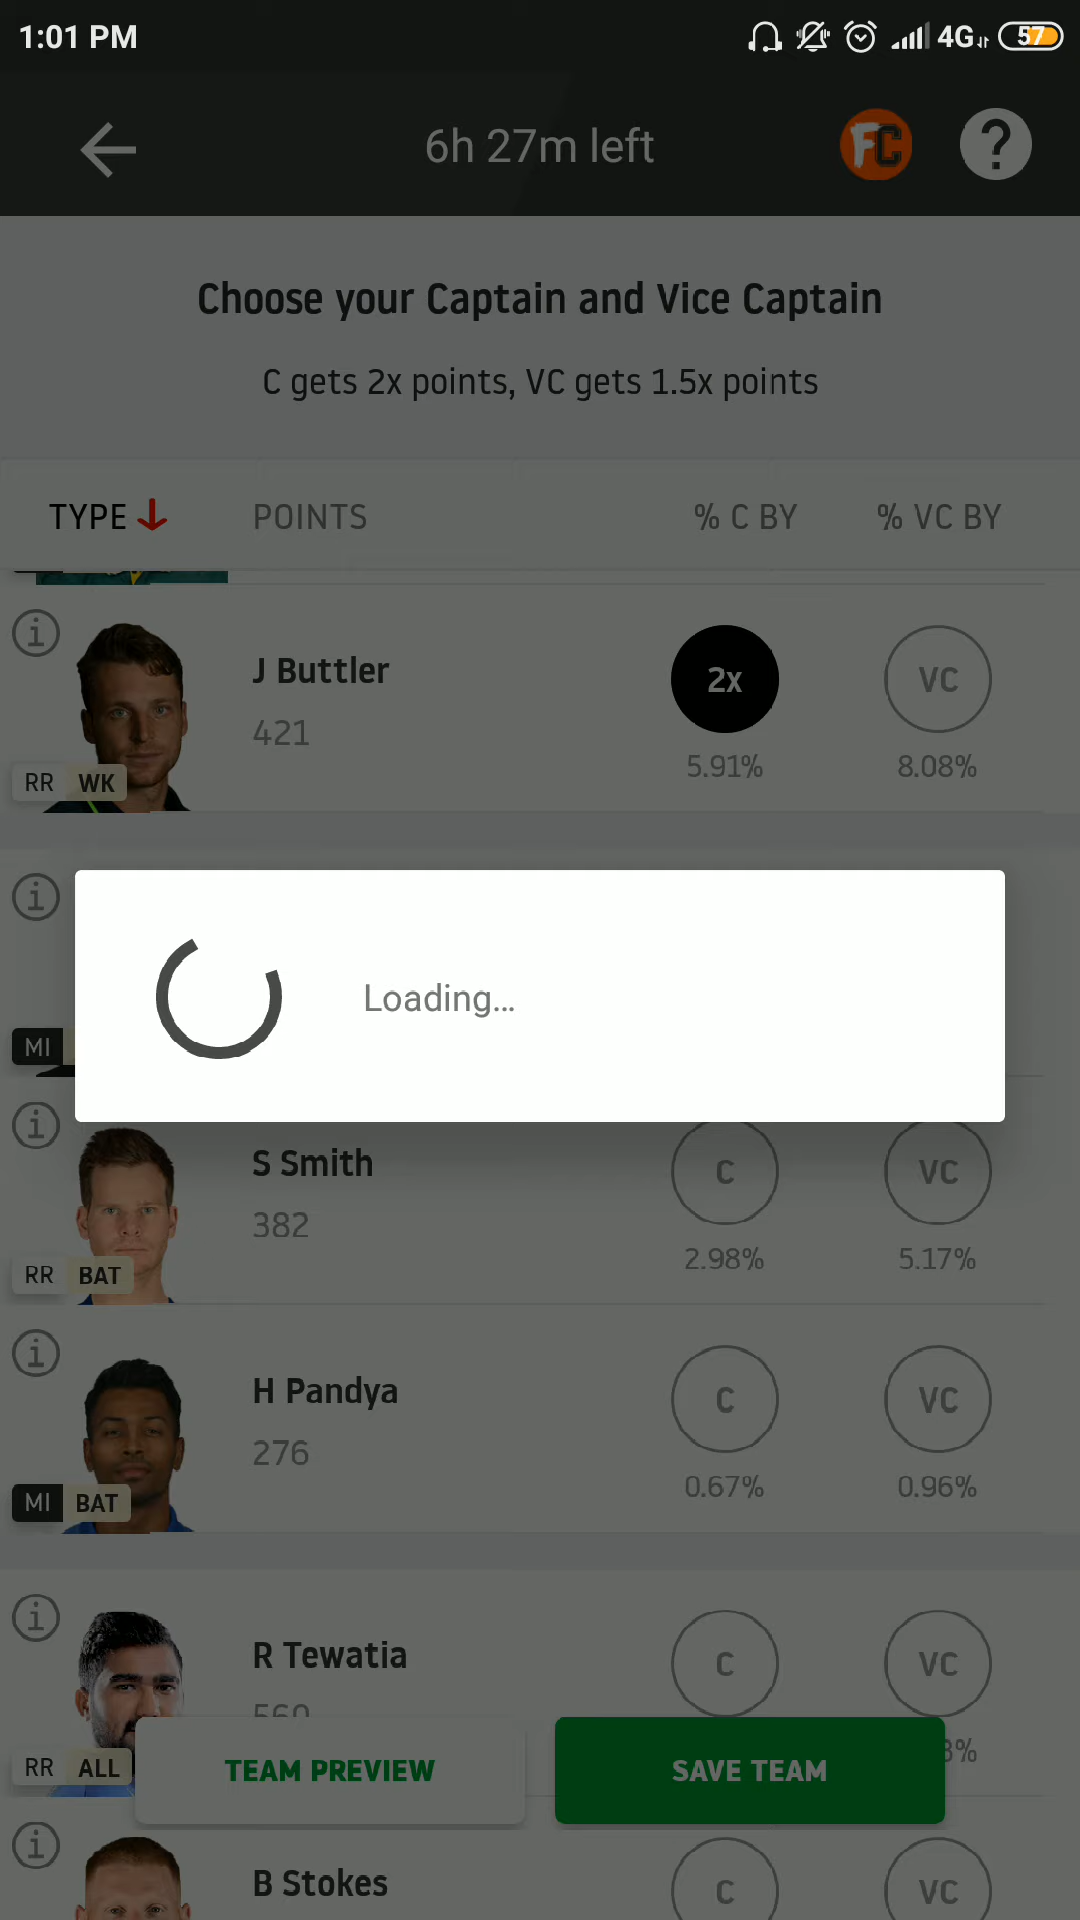 1:01 PM
4G
57
6h 27m left
FC
?
Choose your Captain and Vice Captain
C gets 2x points, VC gets 1.5x points
TYPE
POINTS
% C BY
% VC BY
J Buttler
2x
VC
421
5.91%
8.08%
RR WK
Loading...
MI
S Smith
C
VC
382
2.98%
5.17%
RR BAT
H Pandya
C
VC
276
0.67%
0.96%
MI BAT
R Tewatia
C
VC
560
%
RR ALL
TEAM PREVIEW
SAVE TEAM
B Stokes
C
VC